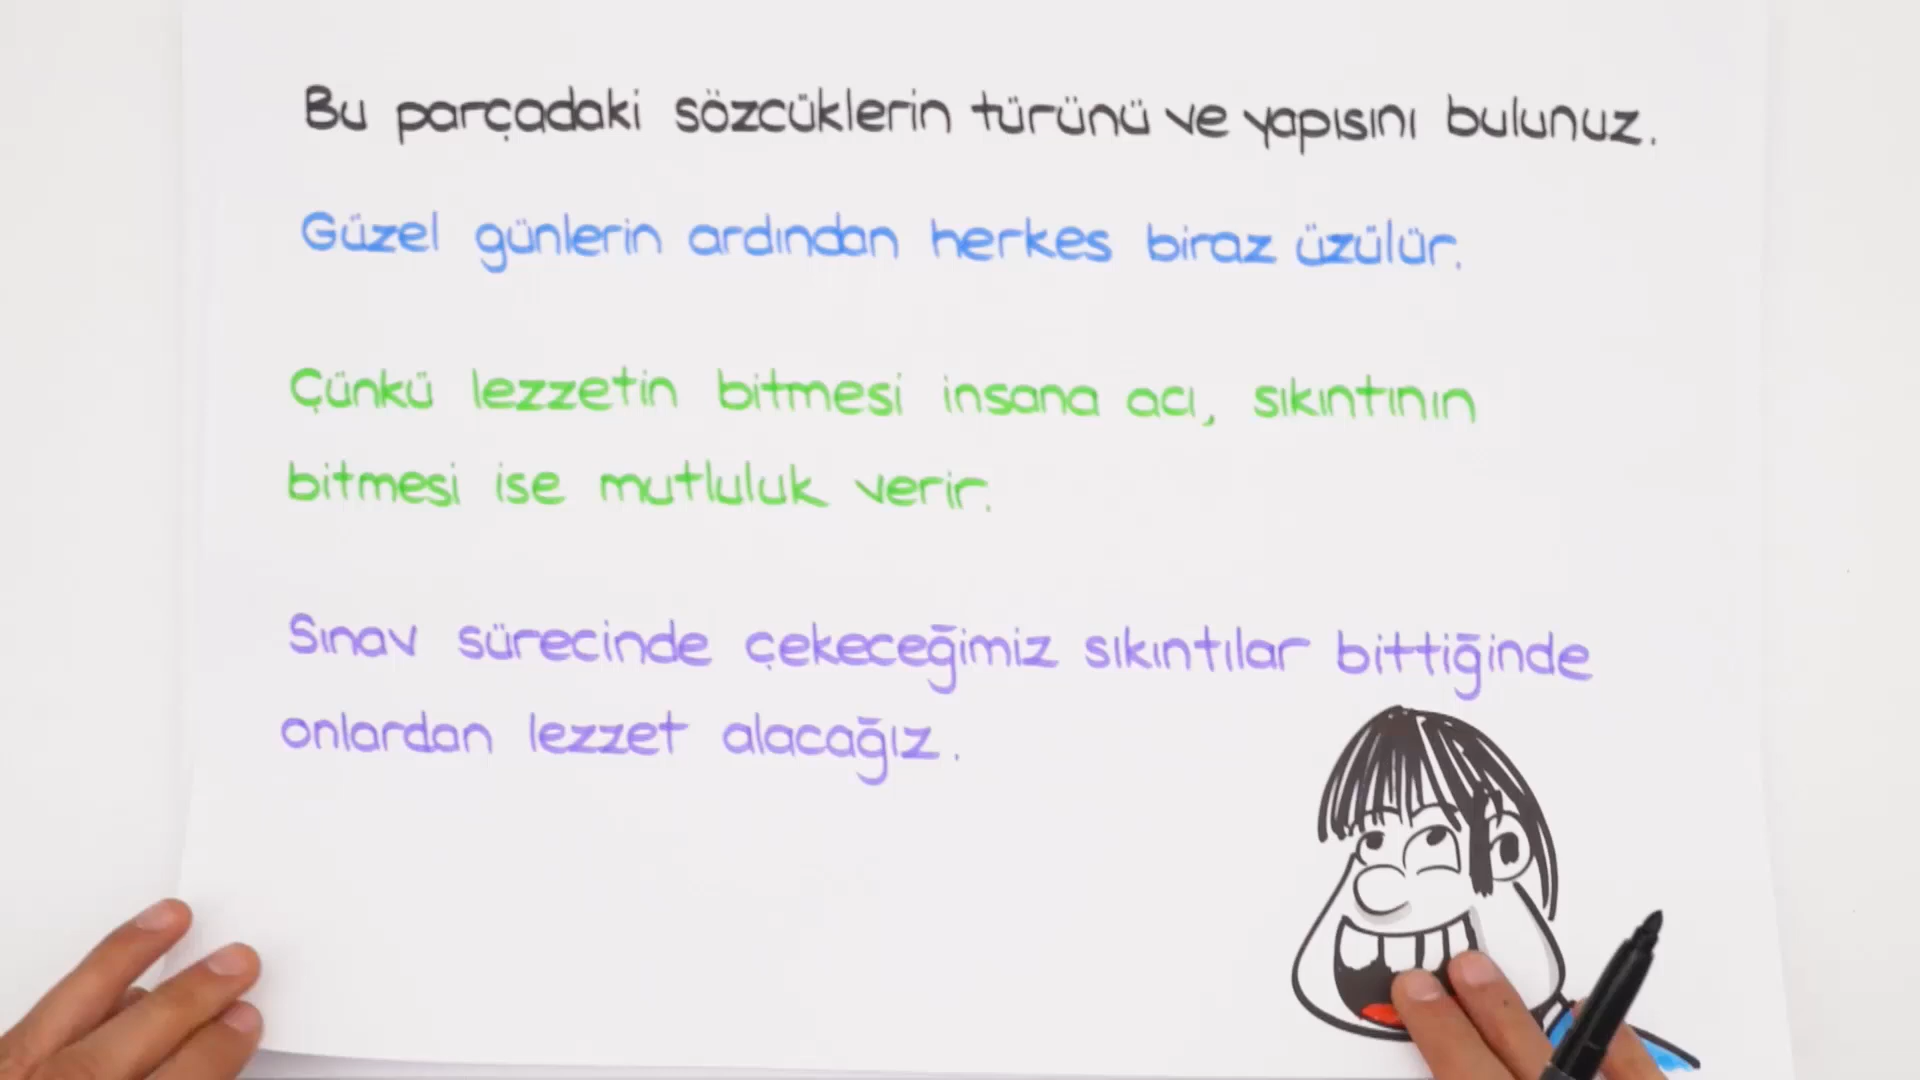 Bu parçadaki sözcüklerin türünü ve yapısını bulunuz.
Güzel günlerin ardından herkes biraz üzülür.
Çünkü lezzetin bitmesi insana acı, sıkıntının
bitmesi ise mutluluk verir.
Sınav sürecinde çekeceğimiz sıkıntılar bittiğinde
onlardan lezzet alacağız.